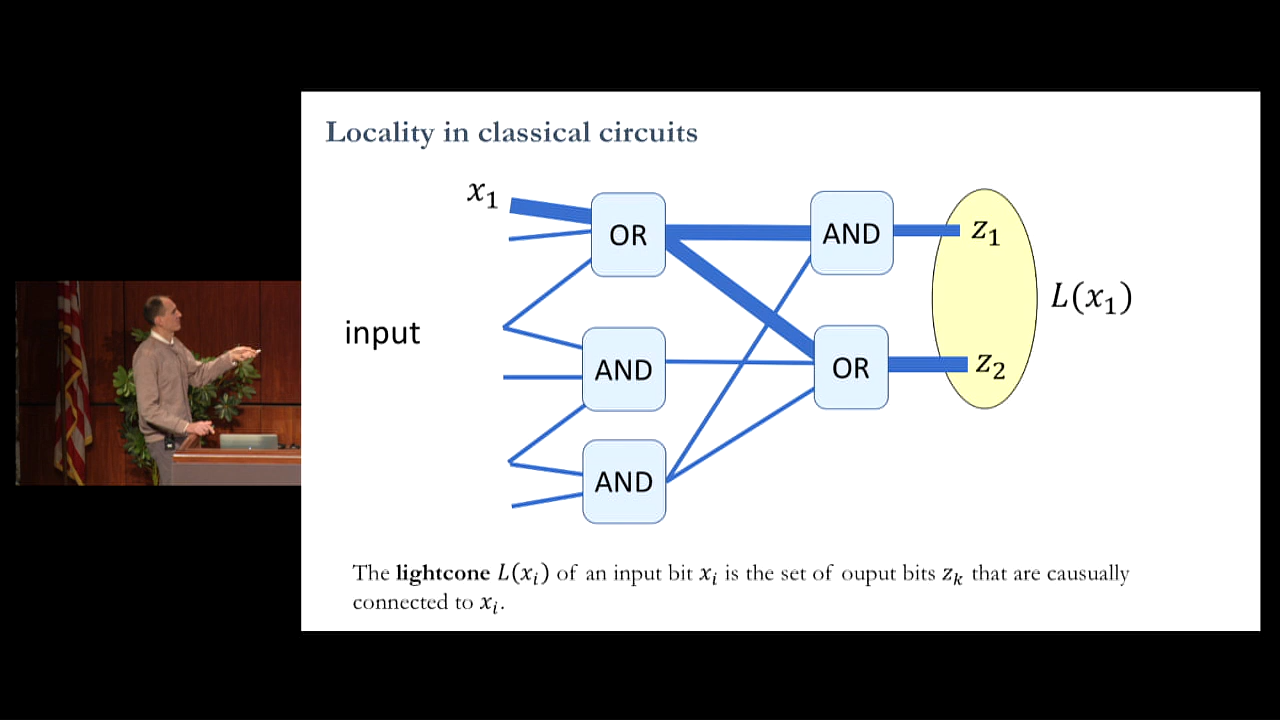 Locality in classical circuits
x₁
OR
AND
z₁
input
L(x₁)
AND
OR
z₂
AND
The lightcone L(xᵢ) of an input bit xᵢ is the set of ouput bits zₖ that are causually
connected to xᵢ.